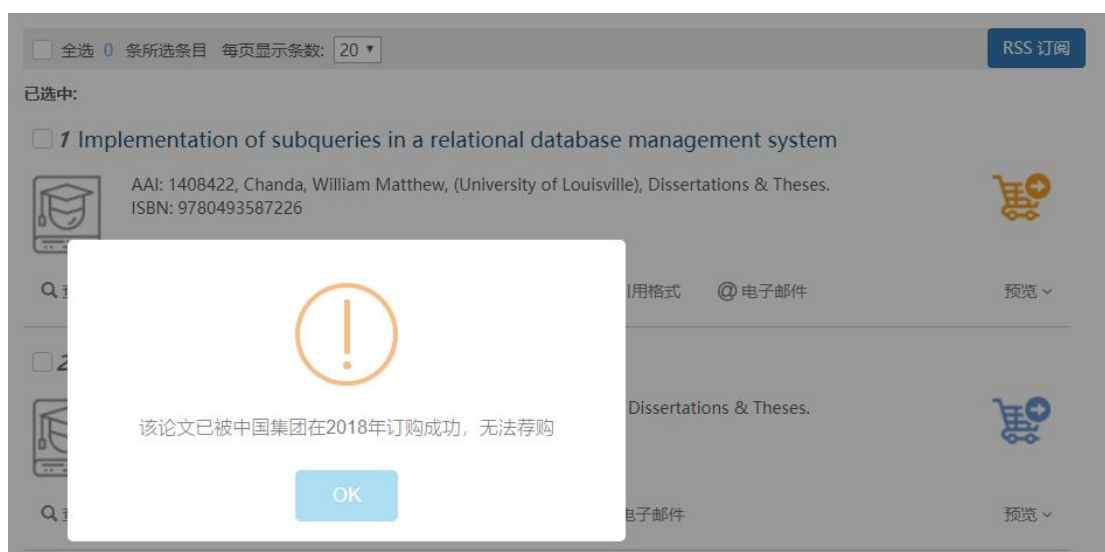 全选 0 条所选条目 每页显示条数: 20
RSS 订阅
已选中:
1 Implementation of subqueries in a relational database management system
AAI: 1408422, Chanda, William Matthew, (University of Louisville), Dissertations & Theses.
ISBN: 9780493587226
用格式 @ 电子邮件 预览
2
Dissertations & Theses.
该论文已被中国集团在2018年订购成功，无法荐购
OK
电子邮件 预览